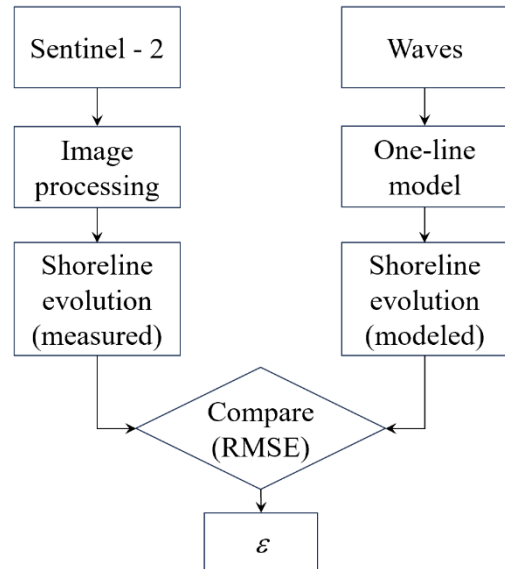 Sentinel - 2
Image
processing
Shoreline
evolution
(measured)
Waves
One-line
model
Shoreline
evolution
(modeled)
Compare
(RMSE)
ε